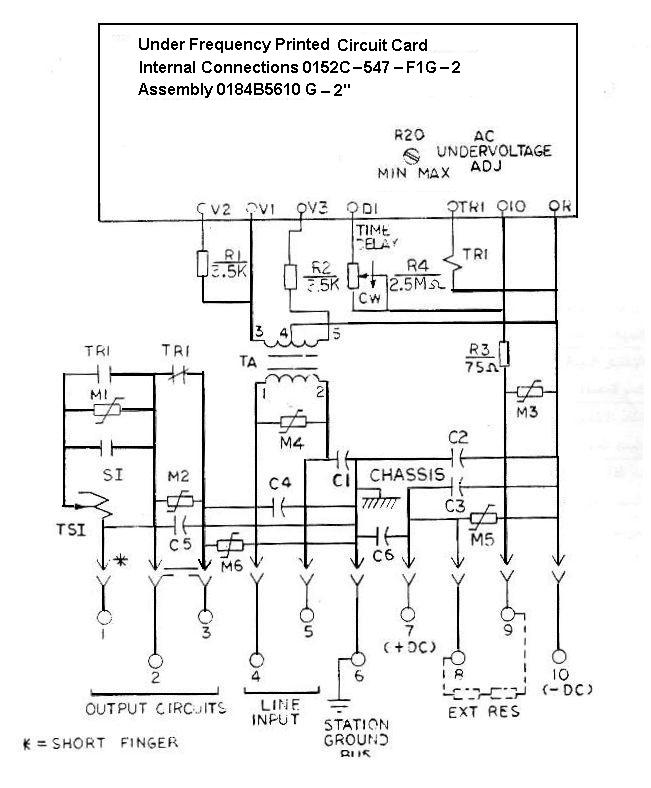 Under Frequency Printed Circuit Card
Internal Connections 0152C-547-F1G-2
Assembly 0184B5610 G-2"
R20
AC
UNDERVOLTAGE
ADJ
MIN MAX
V2 V1 V3 D1 TR1 IO R
TIME
DELAY
R1
3.5K
R2
3.5K
R4
2.5MΩ
TR1
CW
3 4 5
TA
1 2
R3
75Ω
TR1 TR1
M1
M3
M4
SI
C1
C2
CHASSIS
C3
M2
C4
TSI
C5
M6
C6
M5
*
1
2
3
4
5
6
7
(+DC)
8
9
10
(-DC)
OUTPUT CIRCUITS
LINE
INPUT
STATION
GROUND
BUS
EXT RES
* = SHORT FINGER